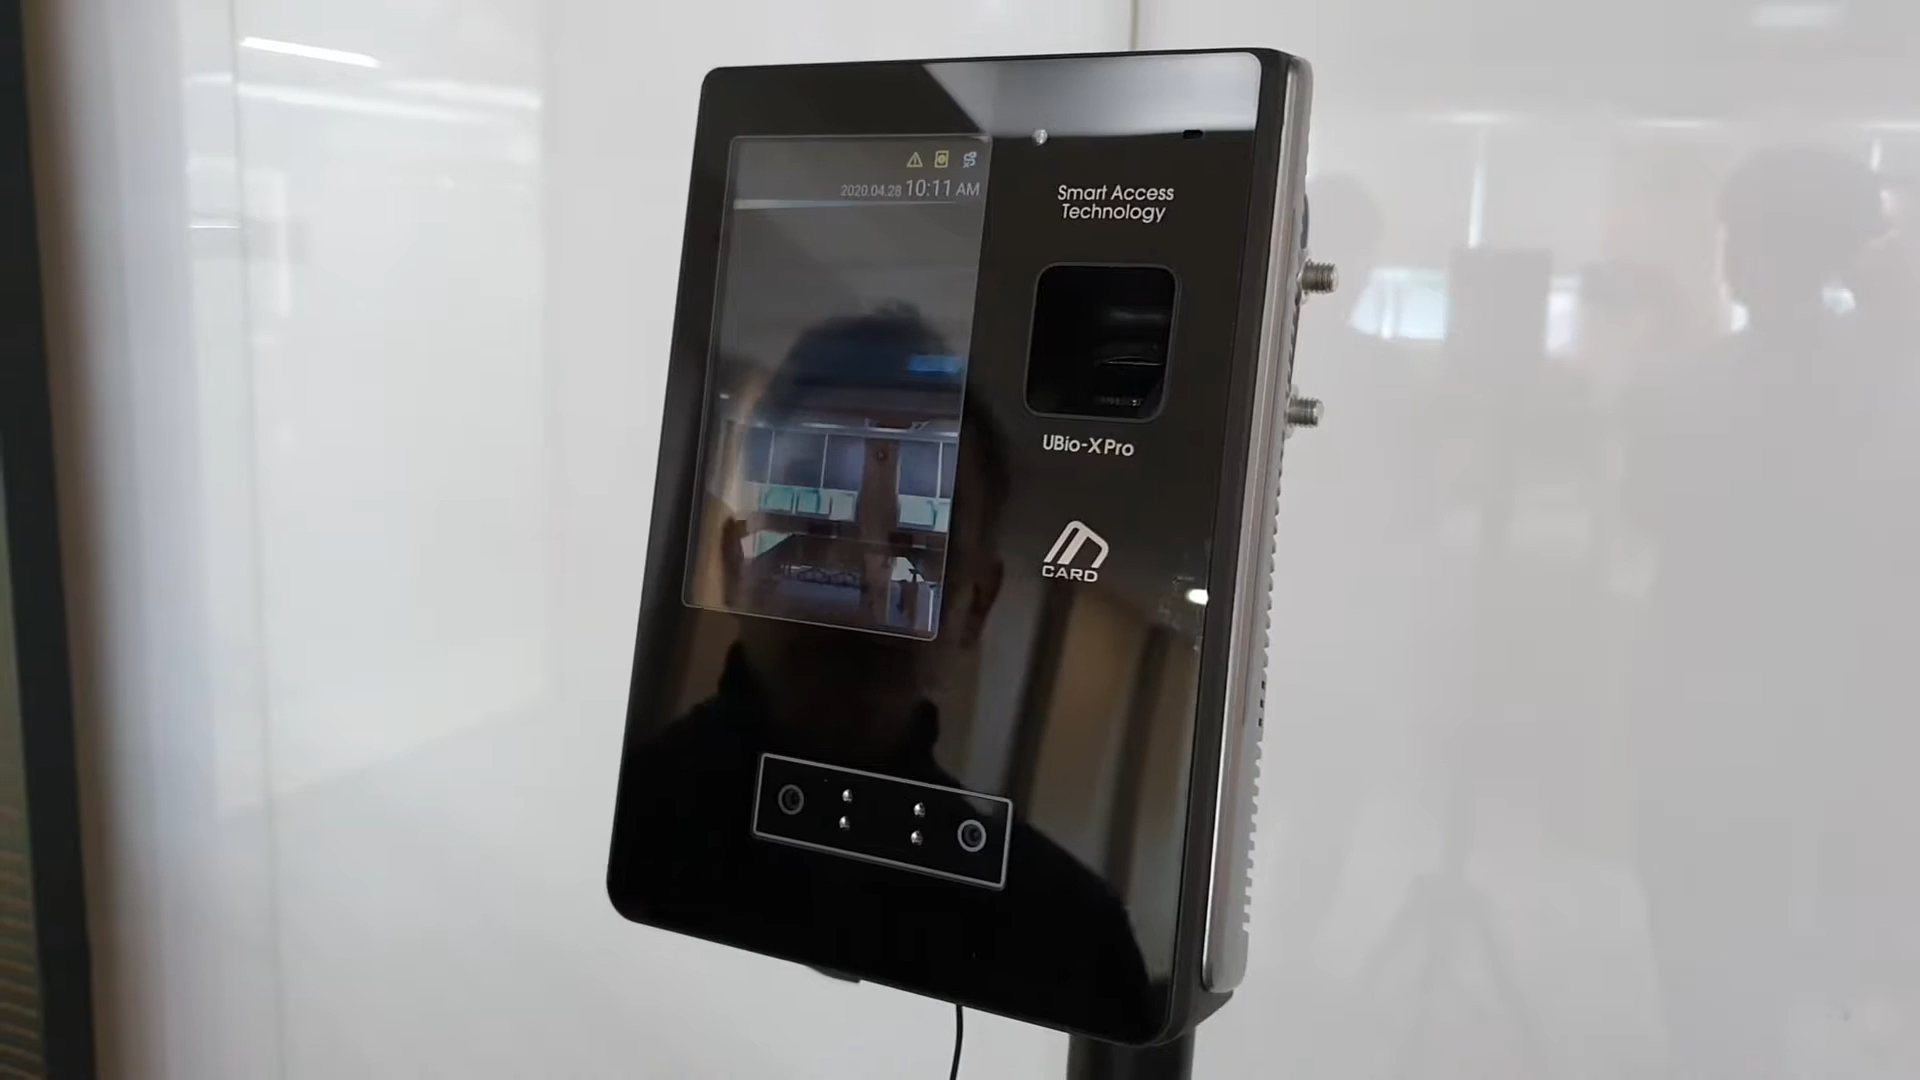 2020.04.28 10:11 AM
Smart Access
Technology
UBio-X Pro
CARD